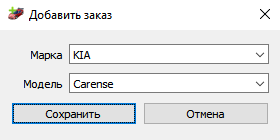 Добавить заказ
Марка KIA
Модель Carense
Сохранить Отмена